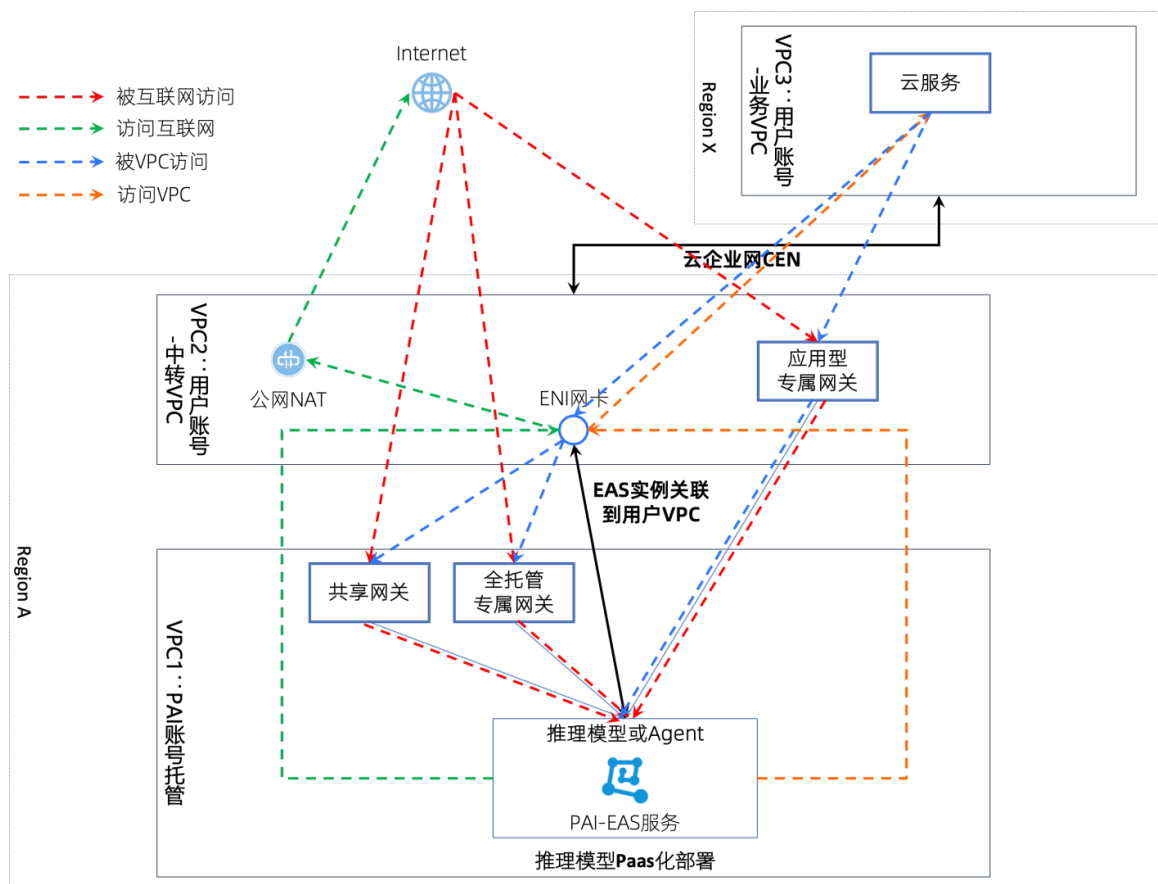 Internet
被互联网访问
访问互联网
被VPC访问
访问VPC
Region X
VPC3：用户账号
-业务VPC
云服务
云企业网CEN
Region A
VPC2：用户账号
-中转VPC
公网NAT
ENI网卡
应用型
专属网关
EAS实例关联
到用户VPC
VPC1：PAI账号托管
共享网关
全托管
专属网关
推理模型或Agent
PAI-EAS服务
推理模型Paas化部署